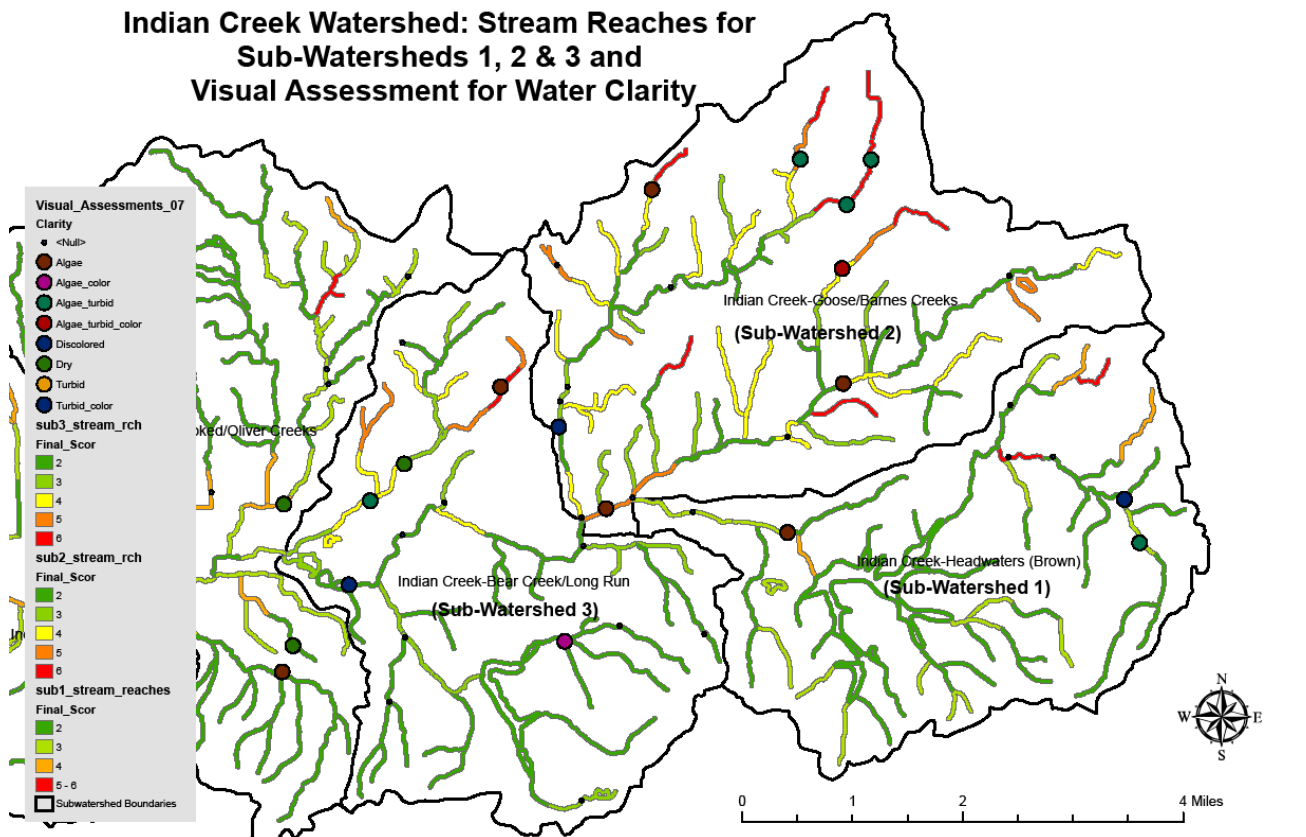 Indian Creek Watershed: Stream Reaches for
Sub-Watersheds 1, 2 & 3 and
Visual Assessment for Water Clarity
Visual_Assessments_07
Clarity
<Null>
Algae
Algae_color
Algae_turbid
Algae_turbid_color
Discolored
Dry
Turbid
Turbid_color
sub3_stream_rch
Final_Scor
2
3
4
5
6
sub2_stream_rch
Final_Scor
2
3
4
5
6
sub1_stream_reaches
Final_Scor
2
3
4
5 - 6
Subwatershed Boundaries
oked/Oliver Creeks
Indian Creek-Goose/Barnes Creeks
(Sub-Watershed 2)
Indian Creek-Headwaters (Brown)
(Sub-Watershed 1)
Indian Creek-Bear Creek/Long Run
(Sub-Watershed 3)
N
W E
S
0 1 2 4 Miles